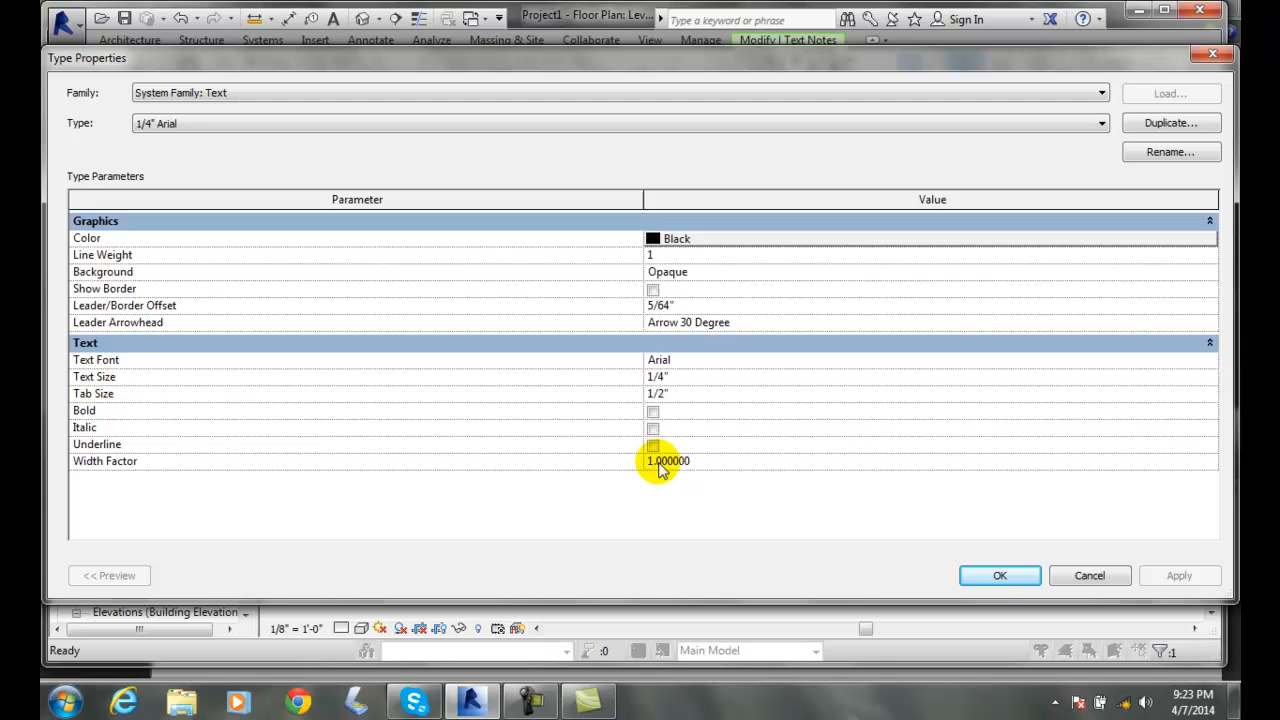 Project1 - Floor Plan: Lev...
Type a keyword or phrase
Sign In
Architecture Structure Systems Insert Annotate Analyze Massing & Site Collaborate View Manage Modify | Text Notes
Type Properties
Family: System Family: Text Load...
Type: 1/4" Arial Duplicate...
Rename...
Type Parameters
Parameter Value
Graphics
Color Black
Line Weight 1
Background Opaque
Show Border
Leader/Border Offset 5/64"
Leader Arrowhead Arrow 30 Degree
Text
Text Font Arial
Text Size 1/4"
Tab Size 1/2"
Bold
Italic
Underline
Width Factor 1.000000
<< Preview OK Cancel Apply
Elevations (Building Elevation
1/8" = 1'-0"
Ready :0 Main Model :1
9:23 PM
4/7/2014